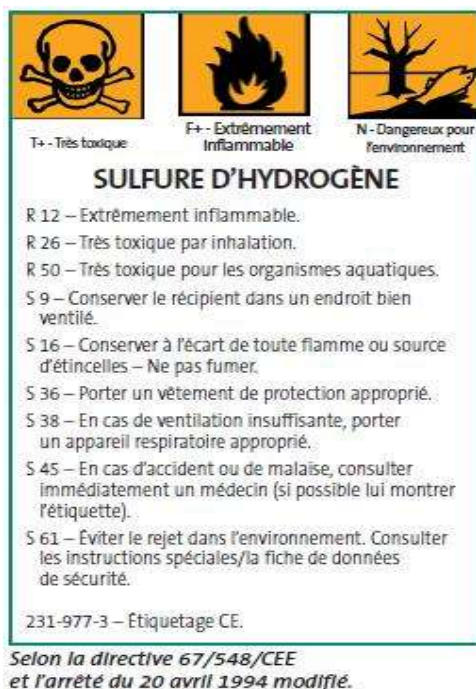 T+ - Très toxique
F+ - Extrêmement
Inflammable
N - Dangereux pour
l'environnement
SULFURE D'HYDROGÈNE
R 12 – Extrêmement inflammable.
R 26 – Très toxique par inhalation.
R 50 – Très toxique pour les organismes aquatiques.
S 9 – Conserver le récipient dans un endroit bien
ventilé.
S 16 – Conserver à l'écart de toute flamme ou source
d'étincelles – Ne pas fumer.
S 36 – Porter un vêtement de protection approprié.
S 38 – En cas de ventilation insuffisante, porter
un appareil respiratoire approprié.
S 45 – En cas d'accident ou de malaise, consulter
immédiatement un médecin (si possible lui montrer
l'étiquette).
S 61 – Éviter le rejet dans l'environnement. Consulter
les instructions spéciales/la fiche de données
de sécurité.
231-977-3 – Étiquetage CE.
Selon la directive 67/548/CEE
et l'arrêté du 20 avril 1994 modifié.